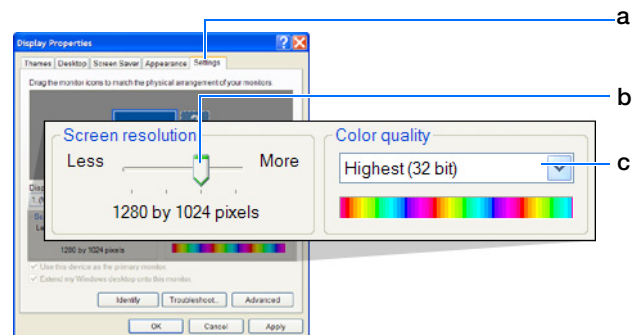 a
Display Properties
Themes Desktop Screen Saver Appearance Settings
Drag the monitor icons to match the physical arrangement of your monitors.
b
Screen resolution
Less More
1280 by 1024 pixels
Color quality
Highest (32 bit)
c
1280 by 1024 pixels
Use this device as the primary monitor.
Extend my Windows desktop onto this monitor.
Identify Troubleshoot... Advanced
OK Cancel Apply